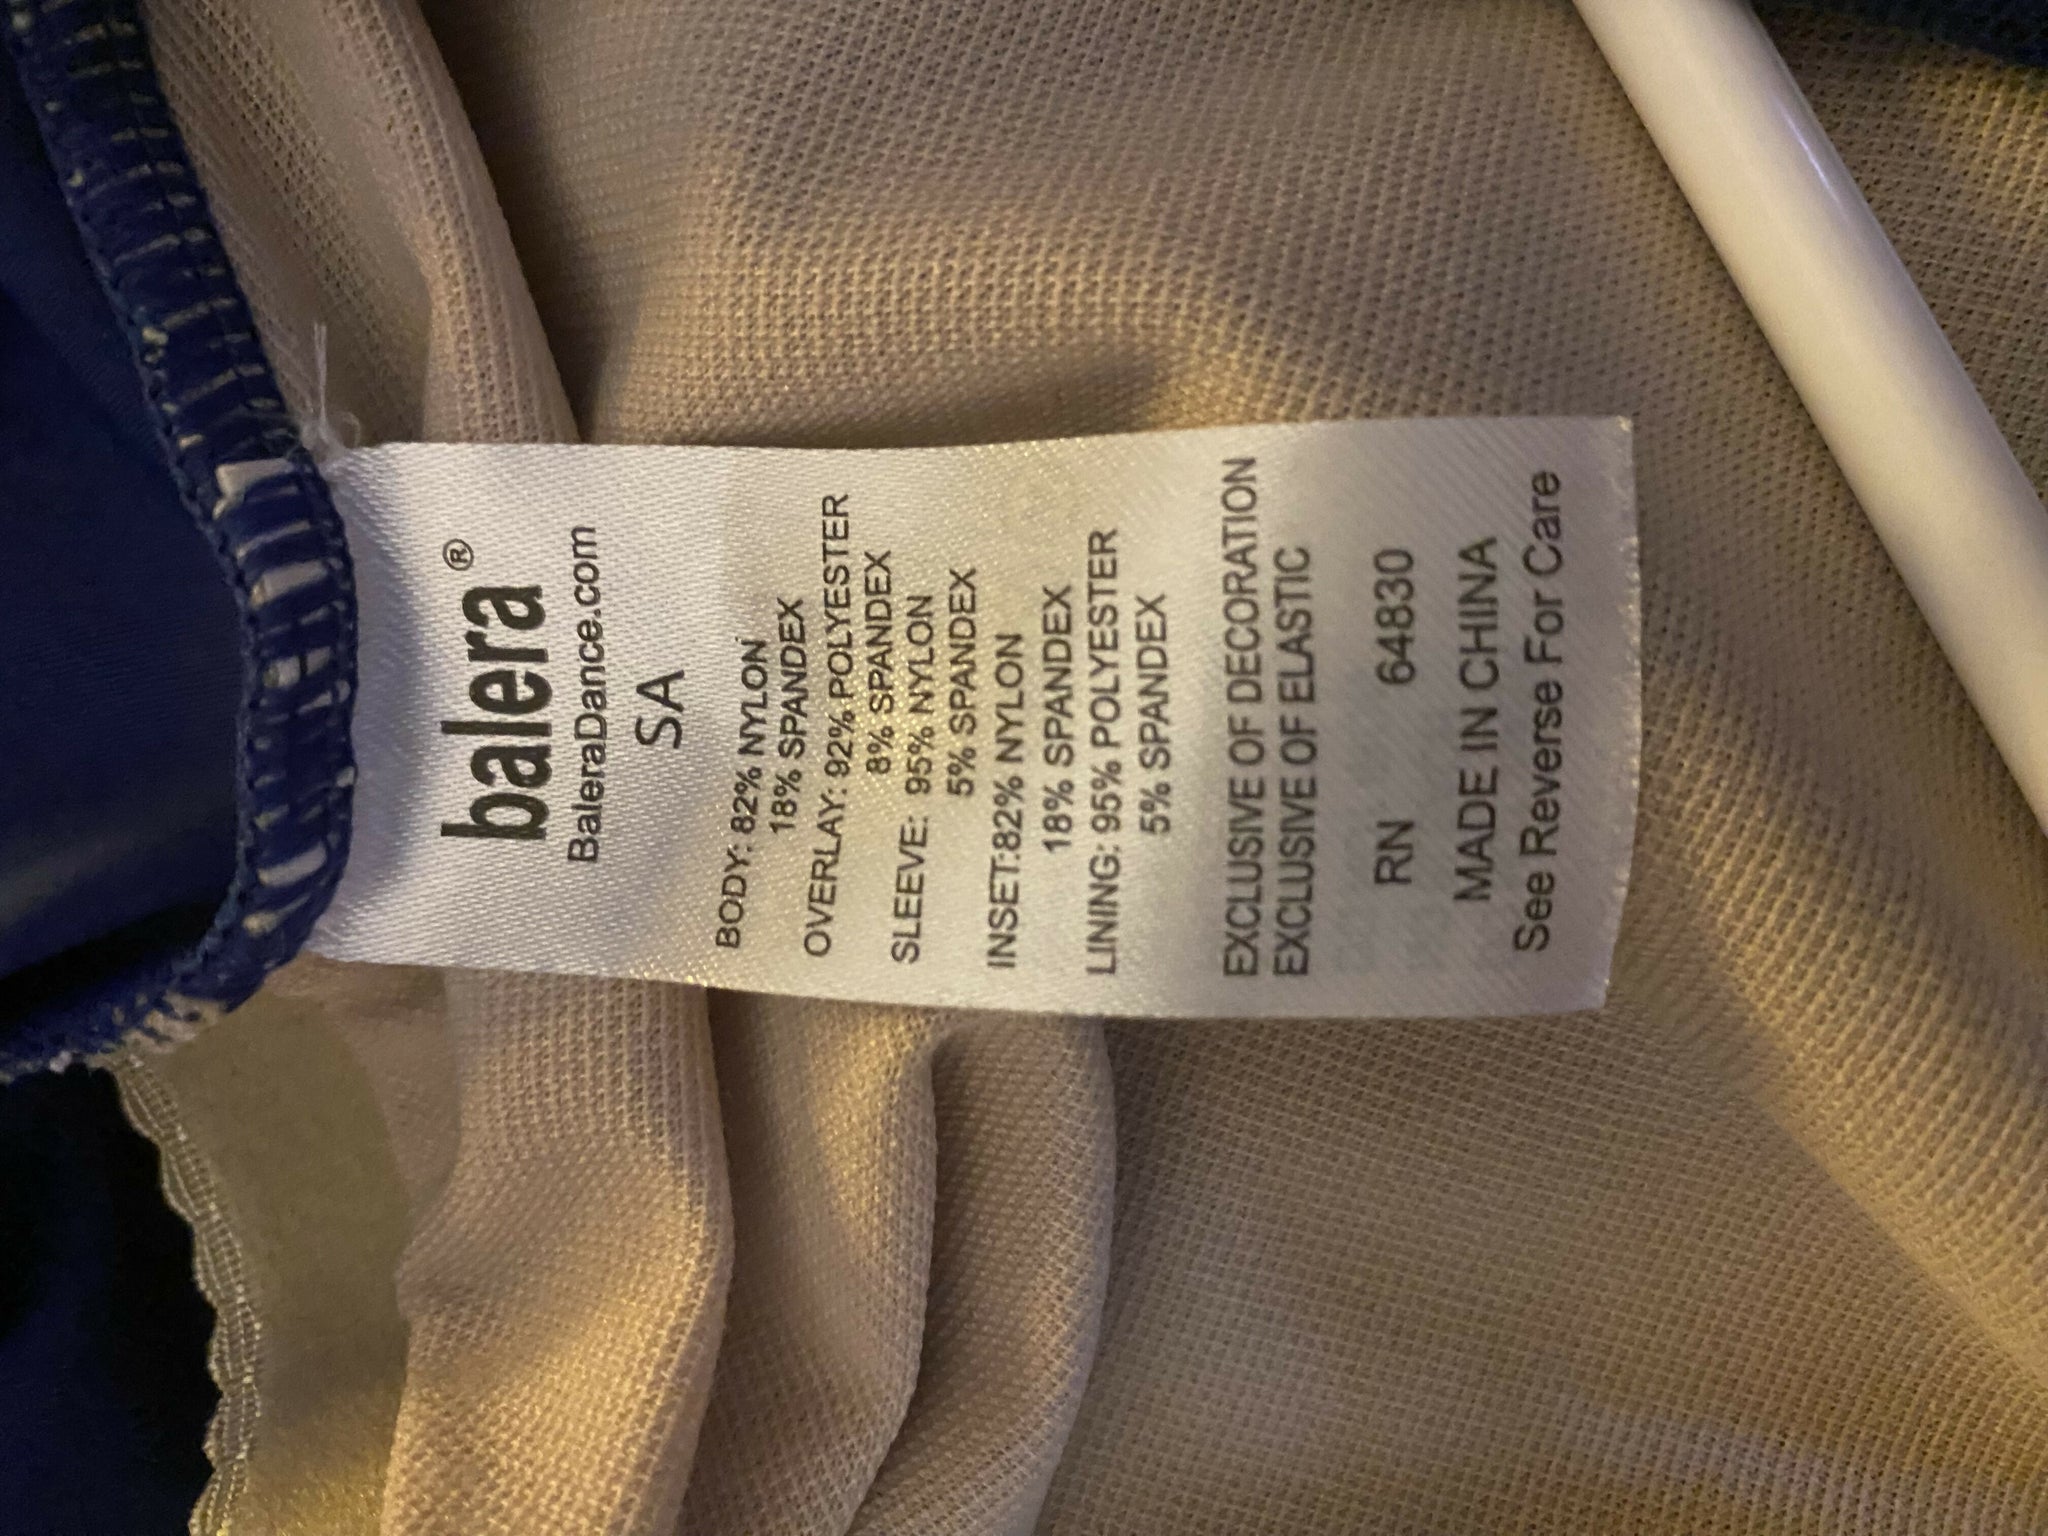 balera®
BaleraDance.com
SA
BODY: 82% NYLON
18% SPANDEX
OVERLAY: 92% POLYESTER
8% SPANDEX
SLEEVE: 95% NYLON
5% SPANDEX
INSET:82% NYLON
18% SPANDEX
LINING: 95% POLYESTER
5% SPANDEX
EXCLUSIVE OF DECORATION
EXCLUSIVE OF ELASTIC
RN 64830
MADE IN CHINA
See Reverse For Care